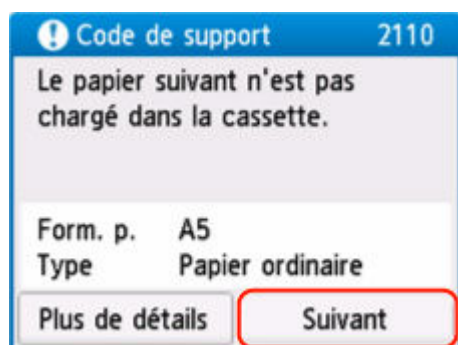 Code de support 2110
Le papier suivant n'est pas
chargé dans la cassette.
Form. p. A5
Type Papier ordinaire
Plus de détails Suivant